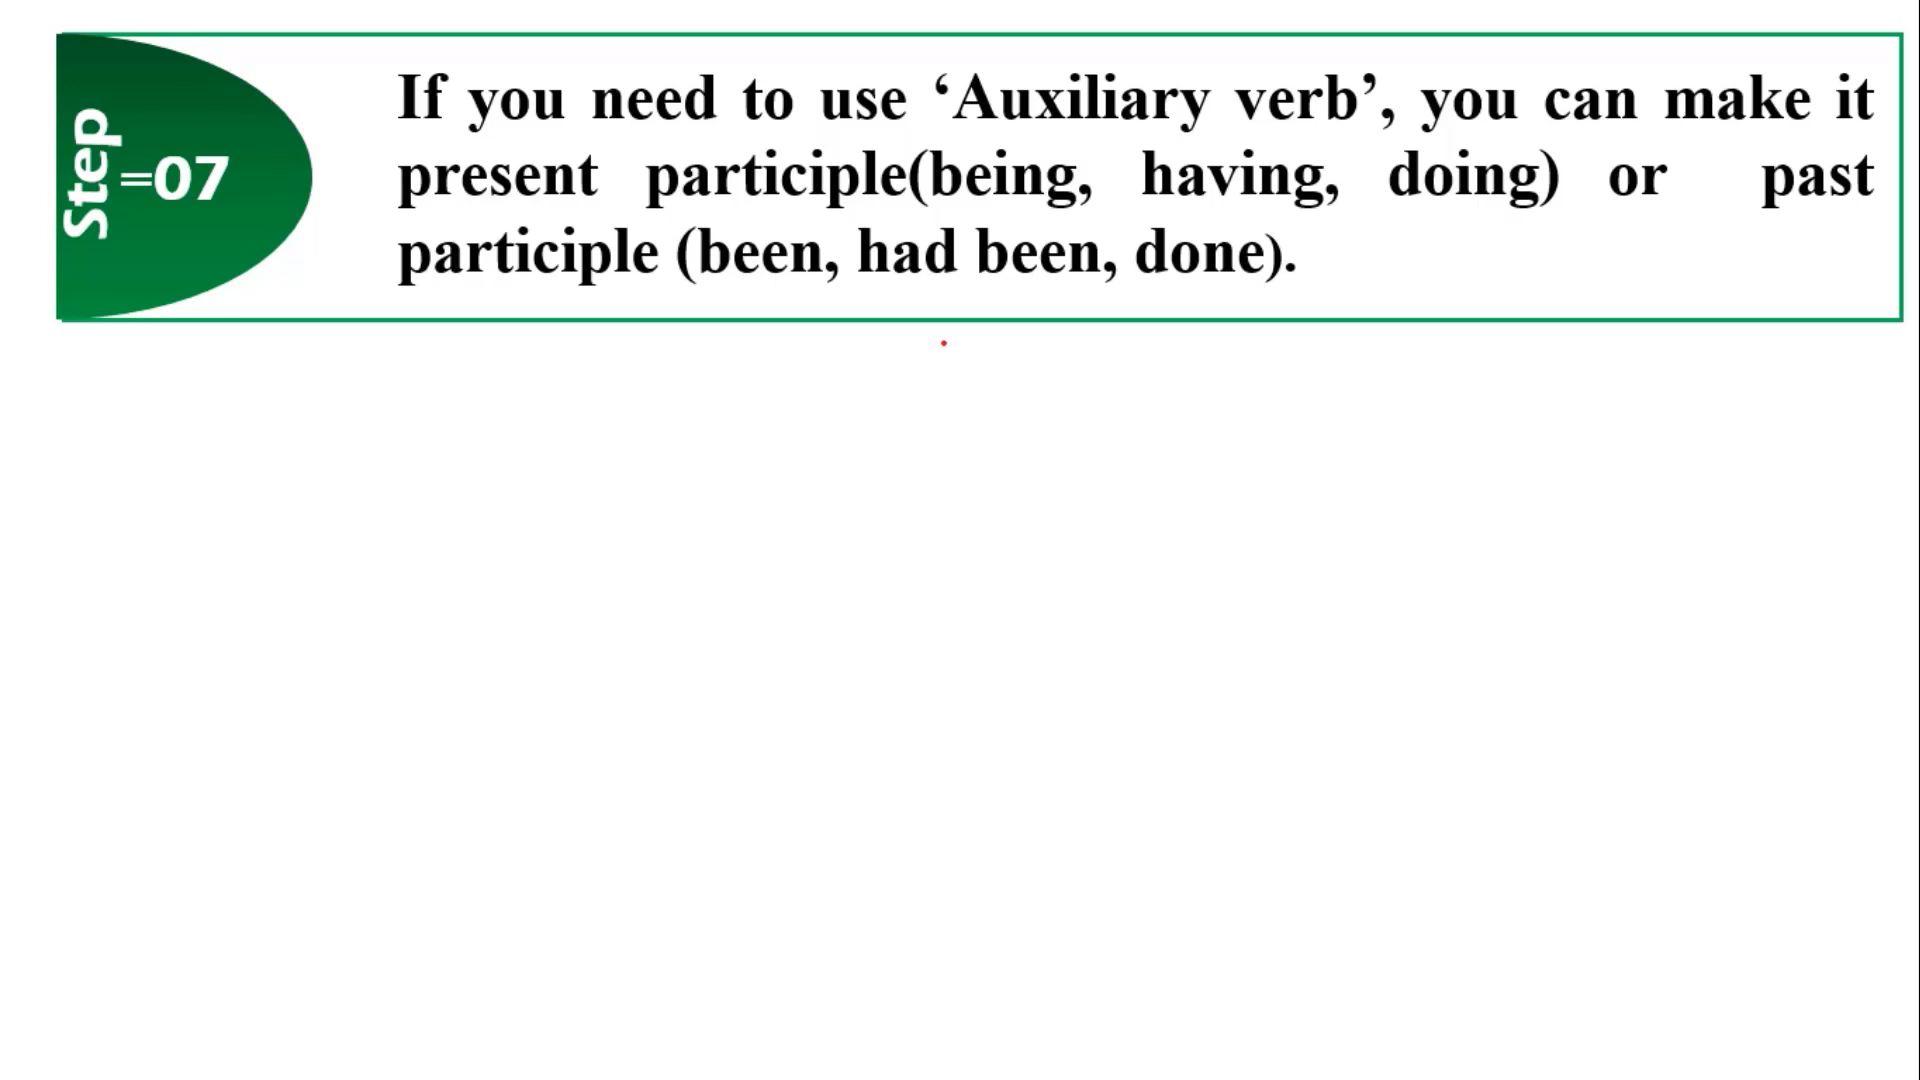 Step
=07
If you need to use ‘Auxiliary verb’, you can make it
present participle(being, having, doing) or past
participle (been, had been, done).